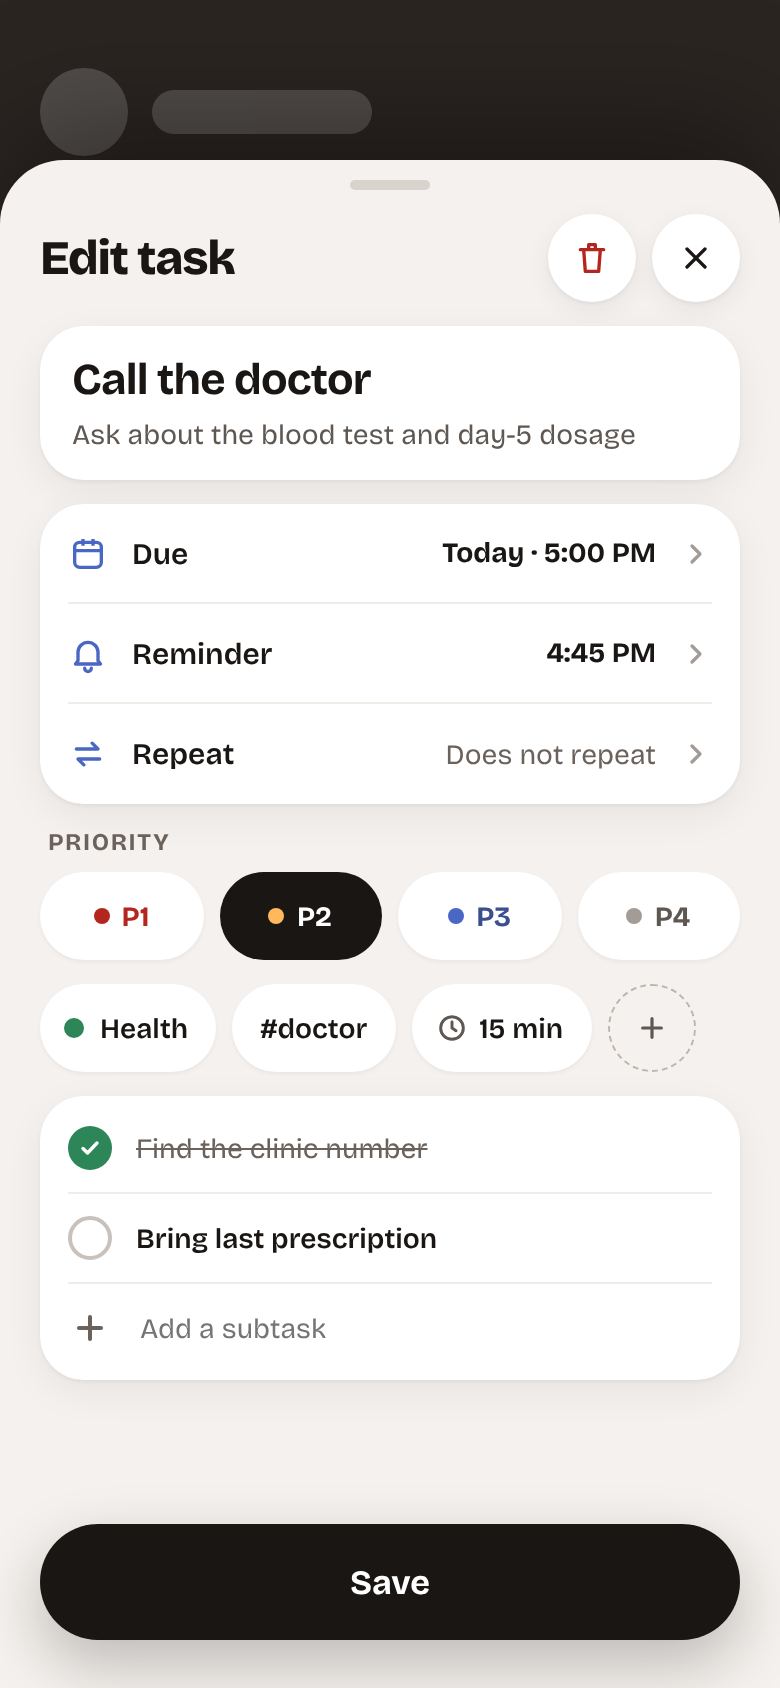 Edit task
Call the doctor
Ask about the blood test and day-5 dosage
Due Today · 5:00 PM
Reminder 4:45 PM
Repeat Does not repeat
PRIORITY
P1 P2 P3 P4
Health #doctor 15 min
Find the clinic number
Bring last prescription
Add a subtask
Save